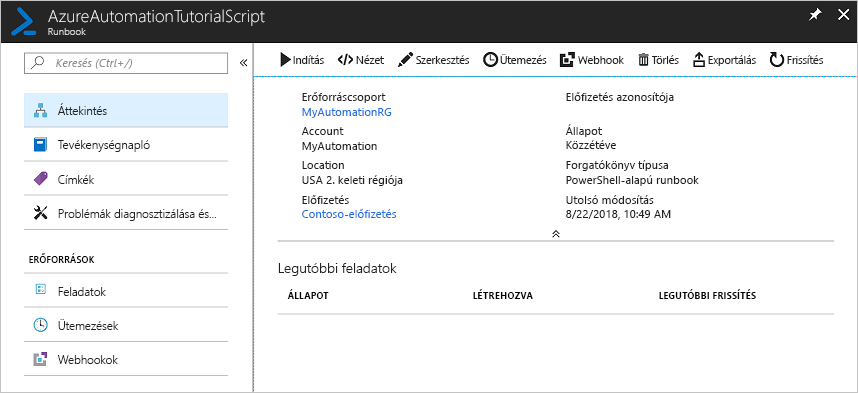 AzureAutomationTutorialScript
Runbook
Keresés (Ctrl+/)
Áttekintés
Tevékenységnapló
Címkék
Problémák diagnosztizálása és...
ERŐFORRÁSOK
Feladatok
Ütemezések
Webhookok
Indítás Nézet Szerkesztés Ütemezés Webhook Törlés Exportálás Frissítés
Erőforráscsoport
MyAutomationRG
Account
MyAutomation
Location
USA 2. keleti régiója
Előfizetés
Contoso-előfizetés
Előfizetés azonosítója
Állapot
Közzétéve
Forgatókönyv típusa
PowerShell-alapú runbook
Utolsó módosítás
8/22/2018, 10:49 AM
Legutóbbi feladatok
ÁLLAPOT LÉTREHOZVA LEGUTÓBBI FRISSÍTÉS